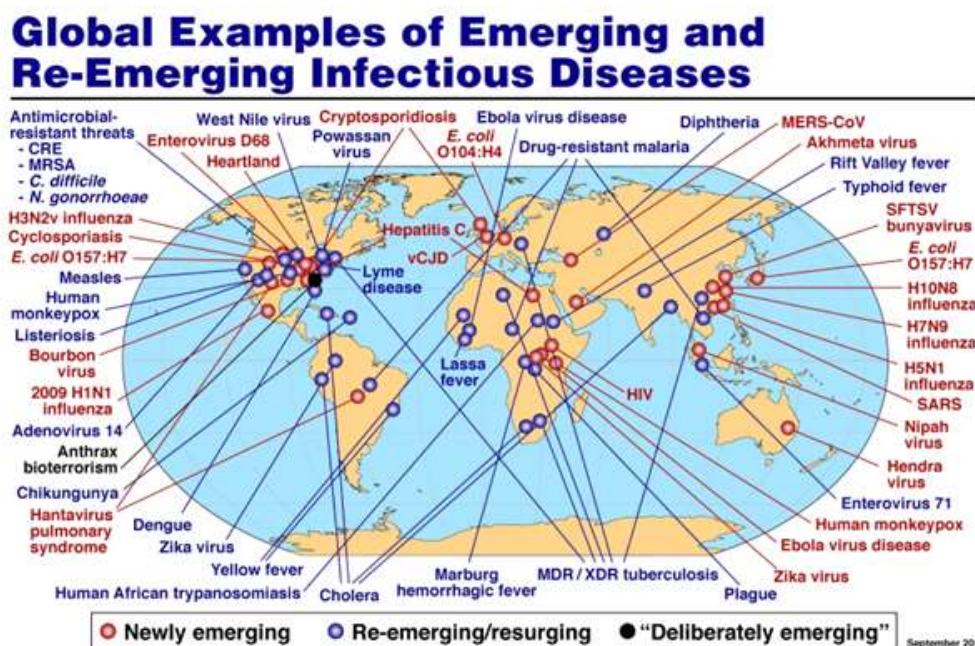 Global Examples of Emerging and
Re-Emerging Infectious Diseases
Antimicrobial-
resistant threats
- CRE
- MRSA
- C. difficile
- N. gonorrhoeae
H3N2v influenza
Cyclosporiasis
E. coli O157:H7
Measles
Human
monkeypox
Listeriosis
Bourbon
virus
2009 H1N1
influenza
Adenovirus 14
Anthrax
bioterrorism
Chikungunya
Hantavirus
pulmonary
syndrome
Enterovirus D68
Heartland
West Nile virus
Cryptosporidiosis
Powassan
virus
E. coli
O104:H4
Ebola virus disease
Drug-resistant malaria
Diphtheria
MERS-CoV
Akhmeta virus
Rift Valley fever
Typhoid fever
SFTSV
bunyavirus
E. coli
O157:H7
H10N8
influenza
H7N9
influenza
H5N1
influenza
SARS
Nipah
virus
Hendra
virus
Enterovirus 71
Human monkeypox
Ebola virus disease
Zika virus
Plague
Hepatitis C
vCJD
Lyme
disease
Lassa
fever
HIV
Dengue
Zika virus
Yellow fever
Human African trypanosomiasis
Cholera
Marburg
hemorrhagic fever
MDR / XDR tuberculosis
Newly emerging
Re-emerging/resurging
“Deliberately emerging”
September 20